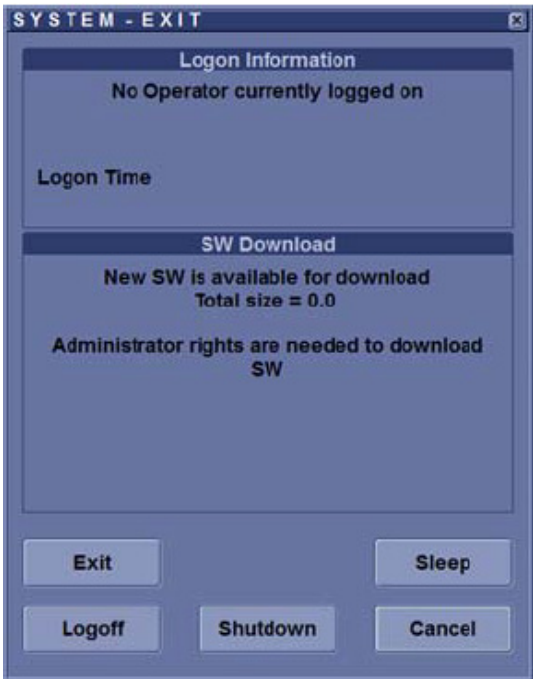 SYSTEM - EXIT
Logon Information
No Operator currently logged on
Logon Time
SW Download
New SW is available for download
Total size = 0.0
Administrator rights are needed to download
SW
Exit
Sleep
Logoff
Shutdown
Cancel